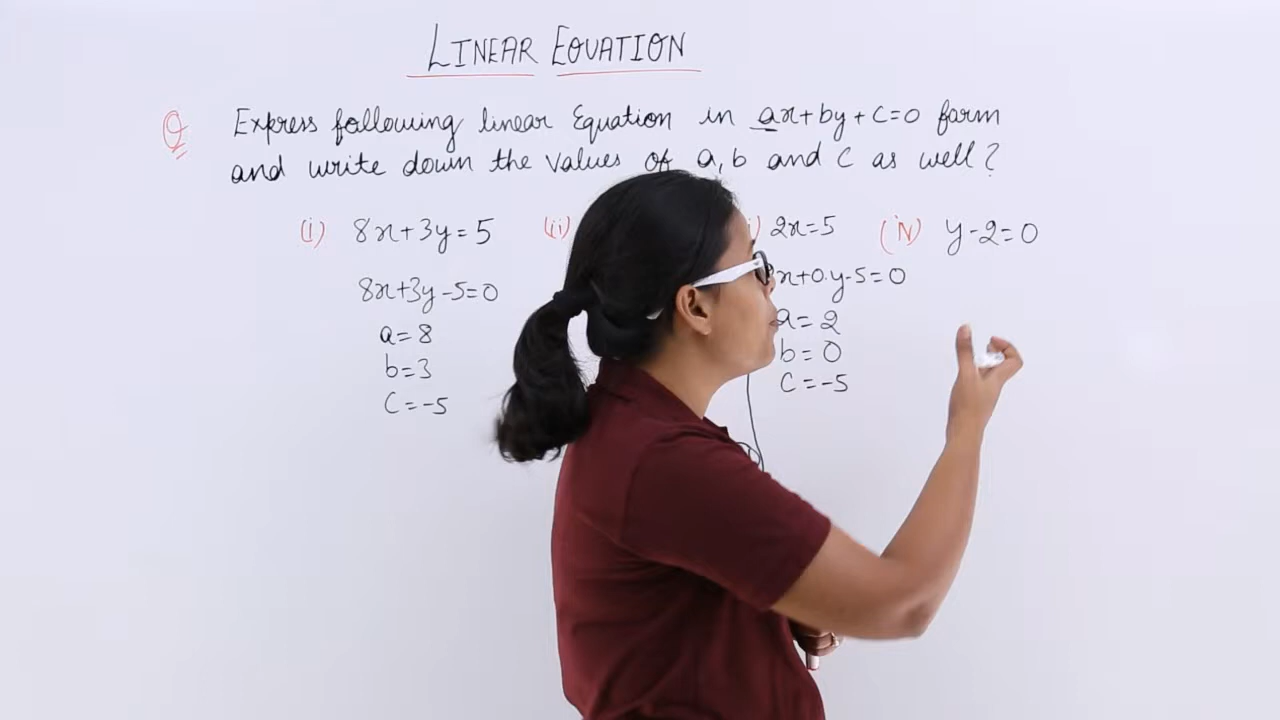 LINEAR EQUATION
Q Express following linear Equation in ax+by+c=0 form
and write down the values of a, b and c as well?
(i) 8x+3y=5 (ii) 2x=5 (iv) y-2=0
8x+3y-5=0 x+0.y-5=0
a=8 a=2
b=3 b=0
c=-5 c=-5